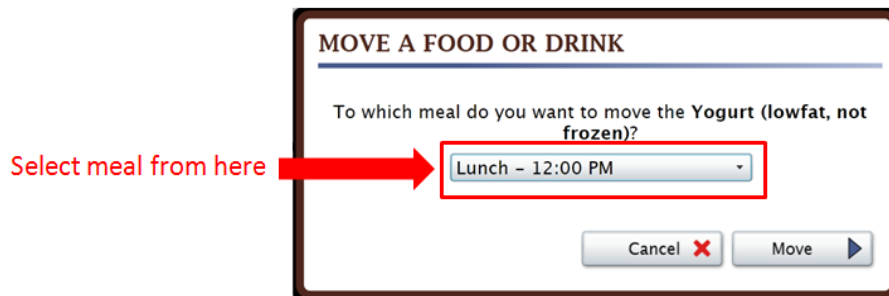 MOVE A FOOD OR DRINK
To which meal do you want to move the Yogurt (lowfat, not
frozen)?
Select meal from here
Lunch – 12:00 PM
Cancel
Move